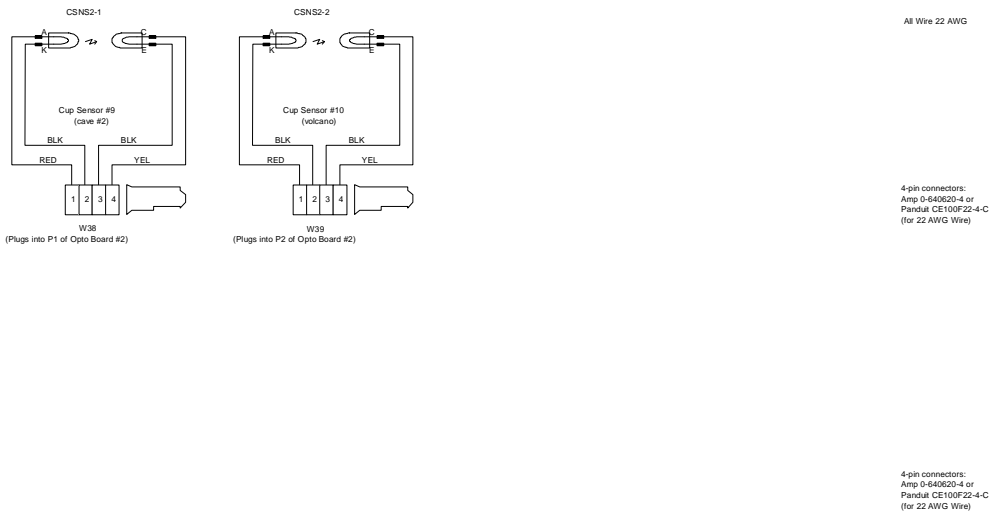 CSNS2-1
A
K
C
E
Cup Sensor #9
(cave #2)
BLK
BLK
RED
YEL
1 2 3 4
W38
(Plugs into P1 of Opto Board #2)
CSNS2-2
A
K
C
E
Cup Sensor #10
(volcano)
BLK
BLK
RED
YEL
1 2 3 4
W39
(Plugs into P2 of Opto Board #2)
All Wire 22 AWG
4-pin connectors:
Amp 0-640620-4 or
Panduit CE100F22-4-C
(for 22 AWG Wire)
4-pin connectors:
Amp 0-640620-4 or
Panduit CE100F22-4-C
(for 22 AWG Wire)